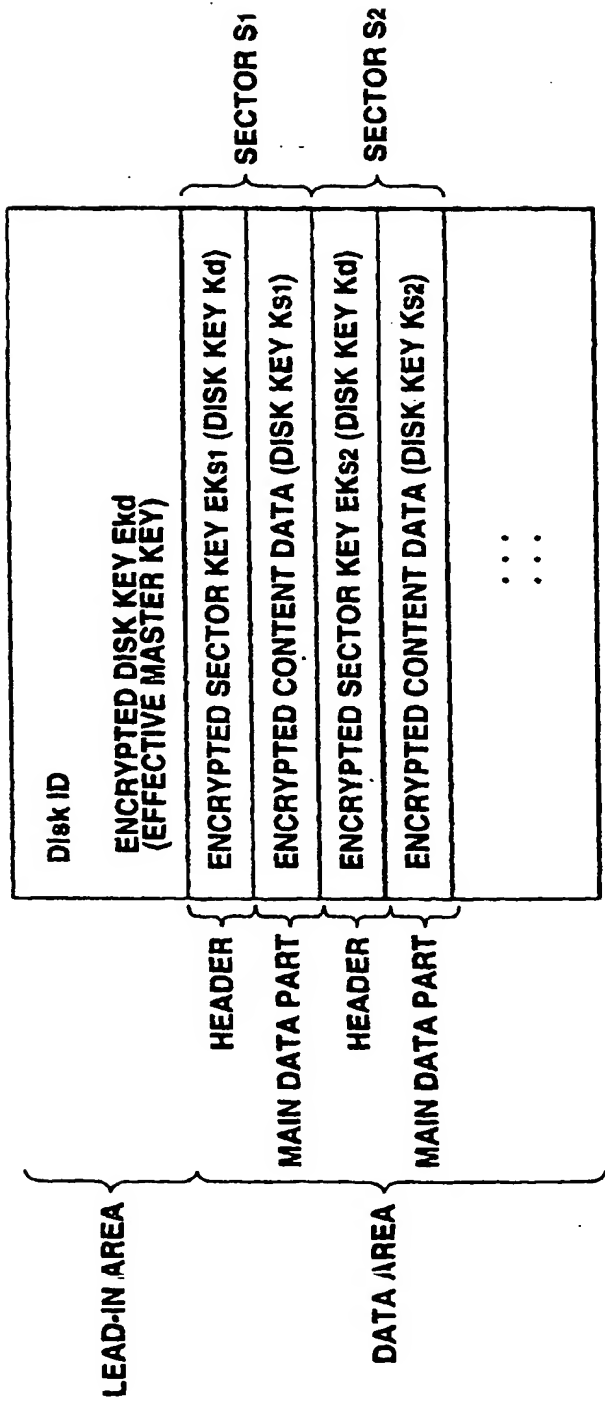 LEAD-IN AREA
DATA AREA
HEADER
MAIN DATA PART
HEADER
MAIN DATA PART
Disk ID
ENCRYPTED DISK KEY Ekd
(EFFECTIVE MASTER KEY)
ENCRYPTED SECTOR KEY EKs1 (DISK KEY Kd)
ENCRYPTED CONTENT DATA (DISK KEY Ks1)
ENCRYPTED SECTOR KEY EKs2 (DISK KEY Kd)
ENCRYPTED CONTENT DATA (DISK KEY Ks2)
SECTOR S1
SECTOR S2